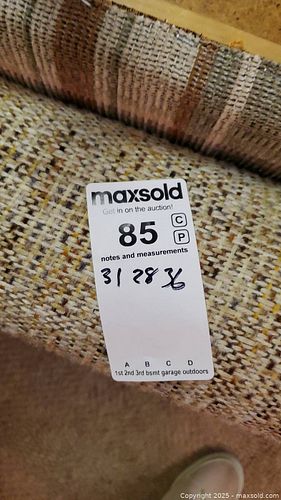 maxsold
Get in on the auction!
85
C
P
notes and measurements
31 28 36
A B C D
1st 2nd 3rd bsmt garage outdoors
Copyright 2025 - maxsold.com